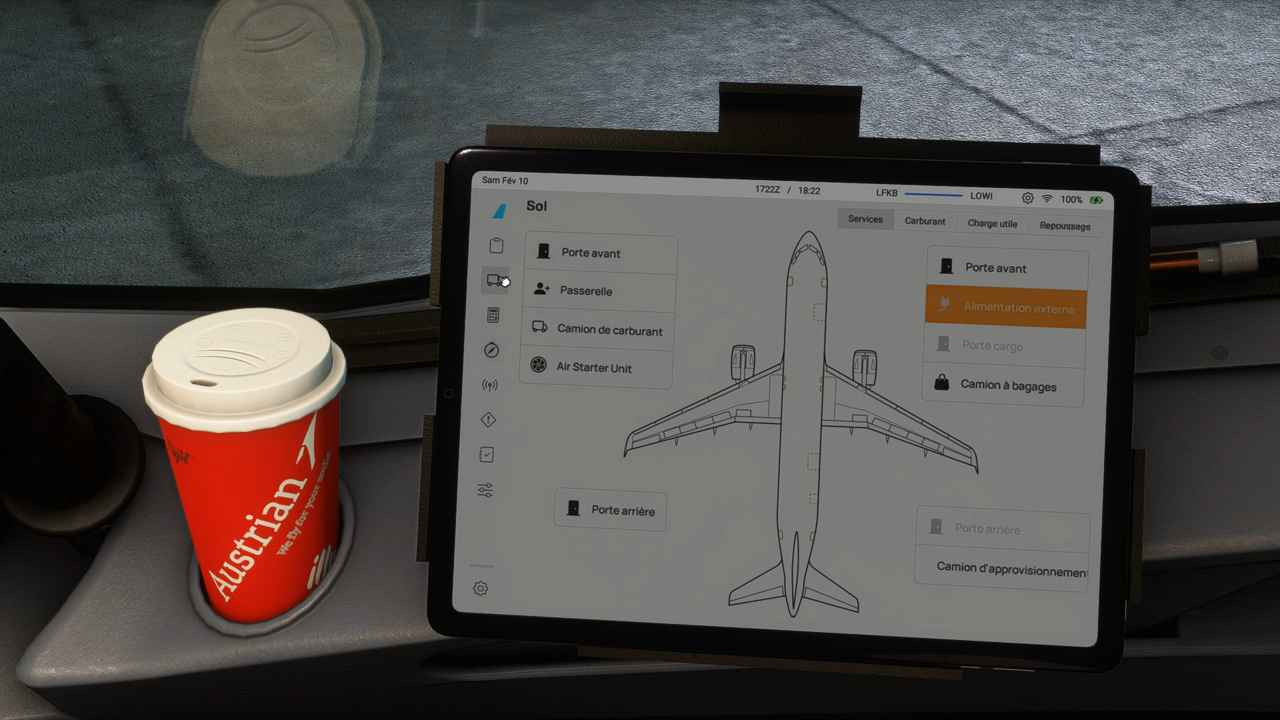 Sam Fév 10
1722Z / 18:22
LFKB
LOWI
100%
Sol
Services
Carburant
Charge utile
Repoussage
Porte avant
Passerelle
Camion de carburant
Air Starter Unit
Porte avant
Alimentation externe
Porte cargo
Camion à bagages
Porte arrière
Porte arrière
Camion d'approvisionnement
Austrian
We fly for your smile.